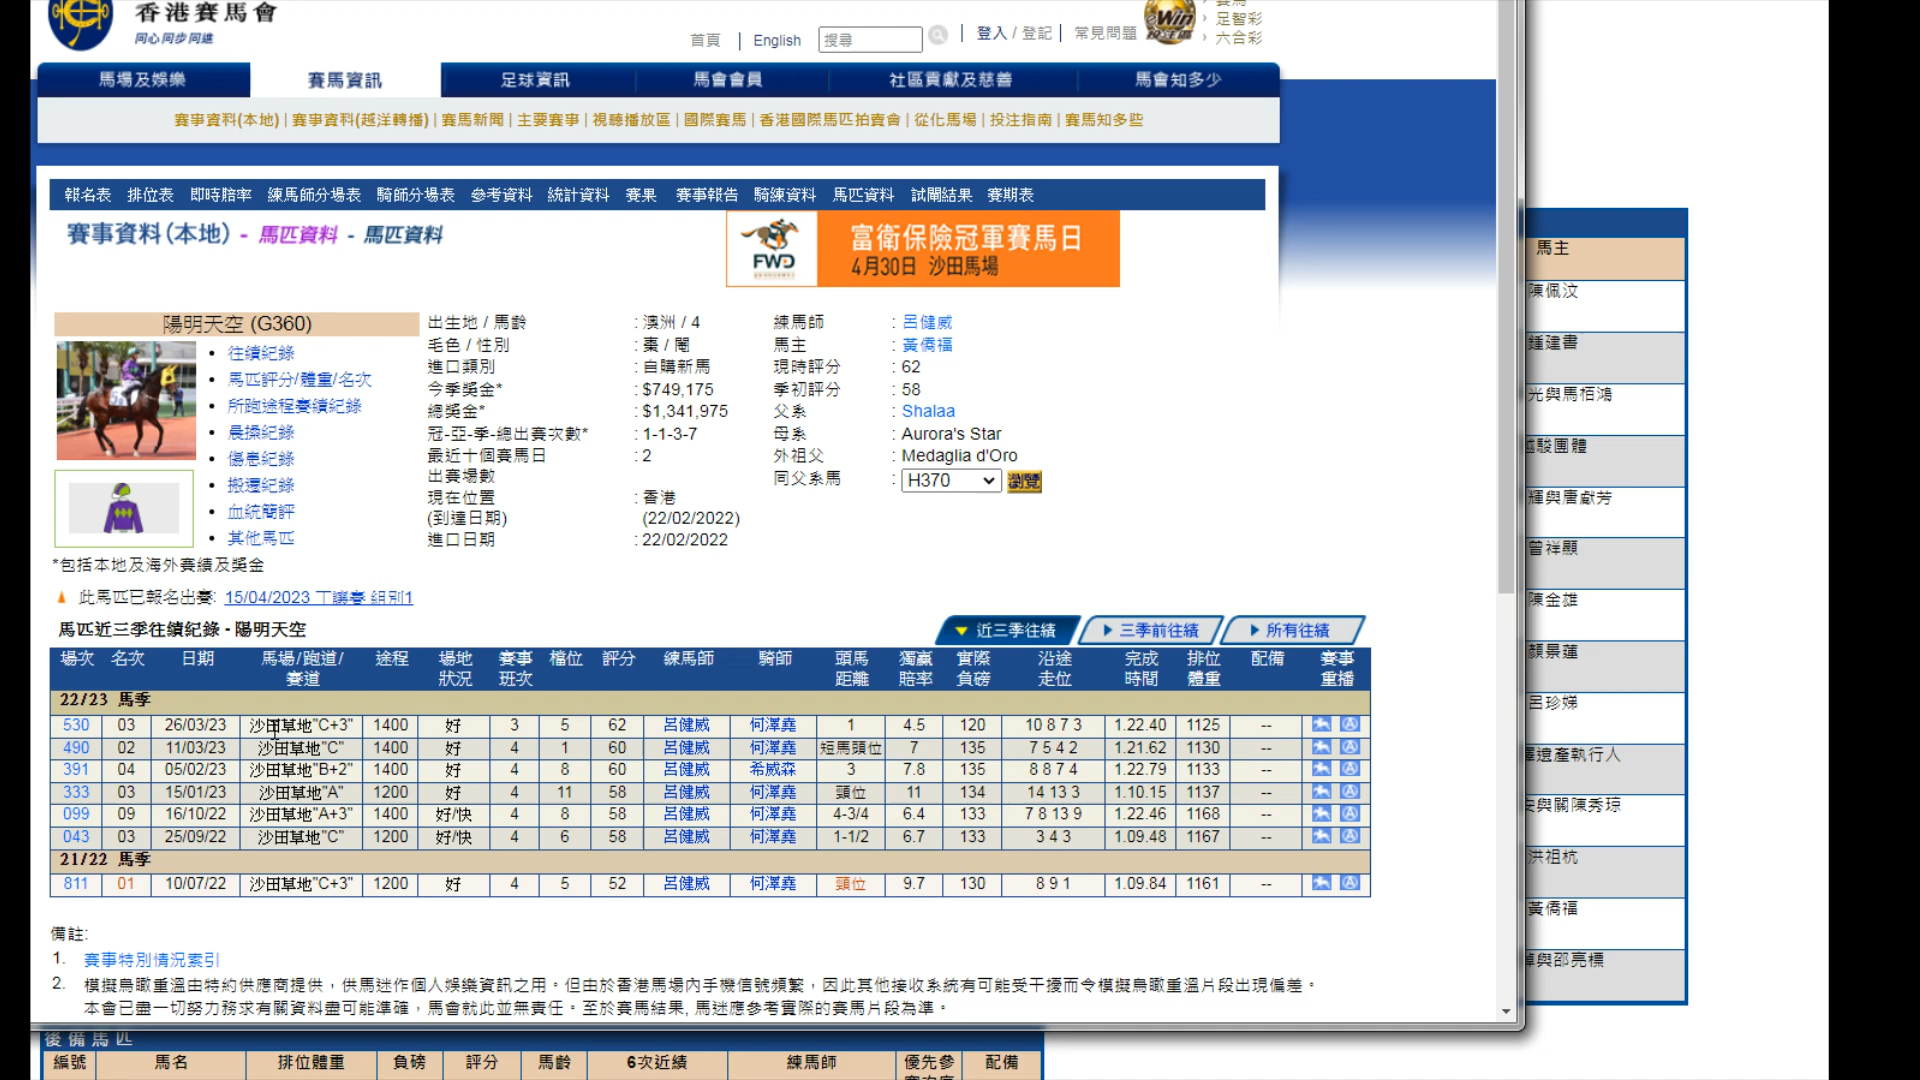 香港賽馬會
同心同步同進
首頁 | English 搜尋 | 登入 / 登記 | 常見問題
eWin
投注區
› 賽馬
› 足智彩
› 六合彩
馬場及娛樂 賽馬資訊 足球資訊 馬會會員 社區貢獻及慈善 馬會知多少
賽事資料(本地) | 賽事資料(越洋轉播) | 賽馬新聞 | 主要賽事 | 視聽播放區 | 國際賽馬 | 香港國際馬匹拍賣會 | 從化馬場 | 投注指南 | 賽馬知多些
報名表 排位表 即時賠率 練馬師分場表 騎師分場表 參考資料 統計資料 賽果 賽事報告 騎練資料 馬匹資料 試閘結果 賽期表
賽事資料(本地) - 馬匹資料 - 馬匹資料
FWD
富衛保險冠軍賽馬日
4月30日 沙田馬場
陽明天空 (G360)
• 往績紀錄
• 馬匹評分/體重/名次
• 所跑途程賽績紀錄
• 晨操紀錄
• 傷患紀錄
• 搬遷紀錄
• 血統簡評
• 其他馬匹
出生地 / 馬齡 : 澳洲 / 4
毛色 / 性別 : 棗 / 閹
進口類別 : 自購新馬
今季獎金* : $749,175
總獎金* : $1,341,975
冠-亞-季-總出賽次數* : 1-1-3-7
最近十個賽馬日 : 2
出賽場數
現在位置 : 香港
(到達日期) (22/02/2022)
進口日期 : 22/02/2022
練馬師 : 呂健威
馬主 : 黃僑福
現時評分 : 62
季初評分 : 58
父系 : Shalaa
母系 : Aurora's Star
外祖父 : Medaglia d'Oro
同父系馬 : H370 瀏覽
*包括本地及海外賽績及獎金
此馬匹已報名出賽: 15/04/2023 丁讓賽 組別1
馬匹近三季往績紀錄 - 陽明天空
近三季往績 三季前往績 所有往績
場次 名次 日期 馬場/跑道/賽道 途程 場地狀況 賽事班次 檔位 評分 練馬師 騎師 頭馬距離 獨贏賠率 實際負磅 沿途走位 完成時間 排位體重 配備 賽事重播
22/23 馬季
530 03 26/03/23 沙田草地"C+3" 1400 好 3 5 62 呂健威 何澤堯 1 4.5 120 10 8 7 3 1.22.40 1125 --
490 02 11/03/23 沙田草地"C" 1400 好 4 1 60 呂健威 何澤堯 短馬頭位 7 135 7 5 4 2 1.21.62 1130 --
391 04 05/02/23 沙田草地"B+2" 1400 好 4 8 60 呂健威 希威森 3 7.8 135 8 8 7 4 1.22.79 1133 --
333 03 15/01/23 沙田草地"A" 1200 好 4 11 58 呂健威 何澤堯 頭位 11 134 14 13 3 1.10.15 1137 --
099 09 16/10/22 沙田草地"A+3" 1400 好/快 4 8 58 呂健威 何澤堯 4-3/4 6.4 133 7 8 13 9 1.22.46 1168 --
043 03 25/09/22 沙田草地"C" 1200 好/快 4 6 58 呂健威 何澤堯 1-1/2 6.7 133 3 4 3 1.09.48 1167 --
21/22 馬季
811 01 10/07/22 沙田草地"C+3" 1200 好 4 5 52 呂健威 何澤堯 頭位 9.7 130 8 9 1 1.09.84 1161 --
備註:
1. 賽事特別情況索引
2. 模擬鳥瞰重溫由特約供應商提供，供馬迷作個人娛樂資訊之用。但由於香港馬場內手機信號頻繁，因此其他接收系統有可能受干擾而令模擬鳥瞰重溫片段出現偏差。
本會已盡一切努力務求有關資料盡可能準確，馬會就此並無責任。至於賽馬結果, 馬迷應參考實際的賽馬片段為準。
馬主
陳佩汶
鍾建書
光與馬栢鴻
越駿團體
輝與唐獻芳
曾祥顯
陳金雄
顏景蓮
呂珍娣
遺產執行人
安與關陳秀琼
洪祖杭
黃僑福
與邵亮標
後備馬匹
編號 馬名 排位體重 負磅 評分 馬齡 6次近績 練馬師 優先參 配備